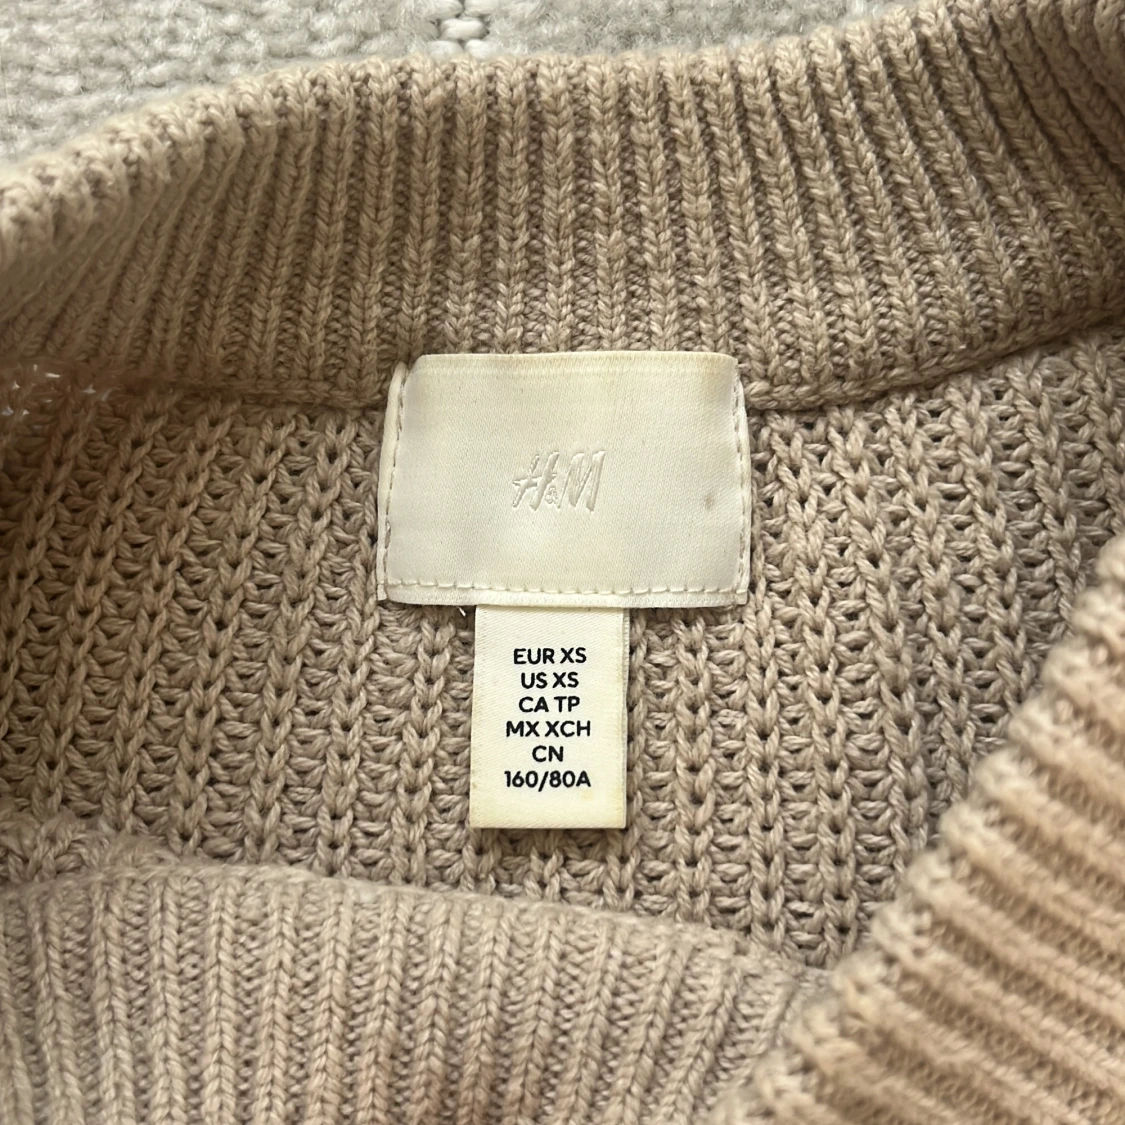 H&M
EUR XS
US XS
CA TP
MX XCH
CN
160/80A